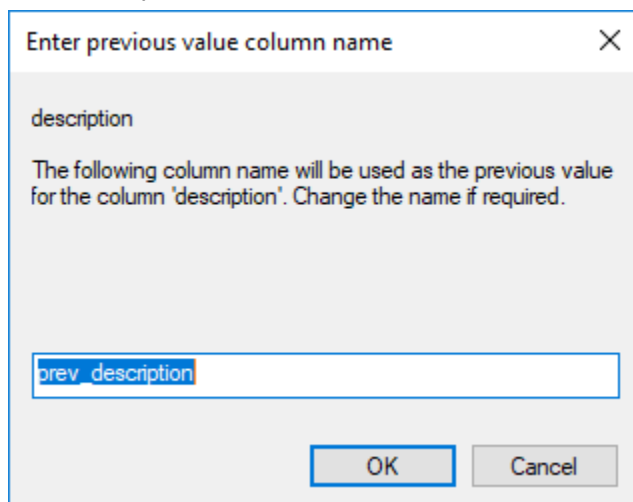 Enter previous value column name
description
The following column name will be used as the previous value
for the column 'description'. Change the name if required.
prev_description
OK
Cancel